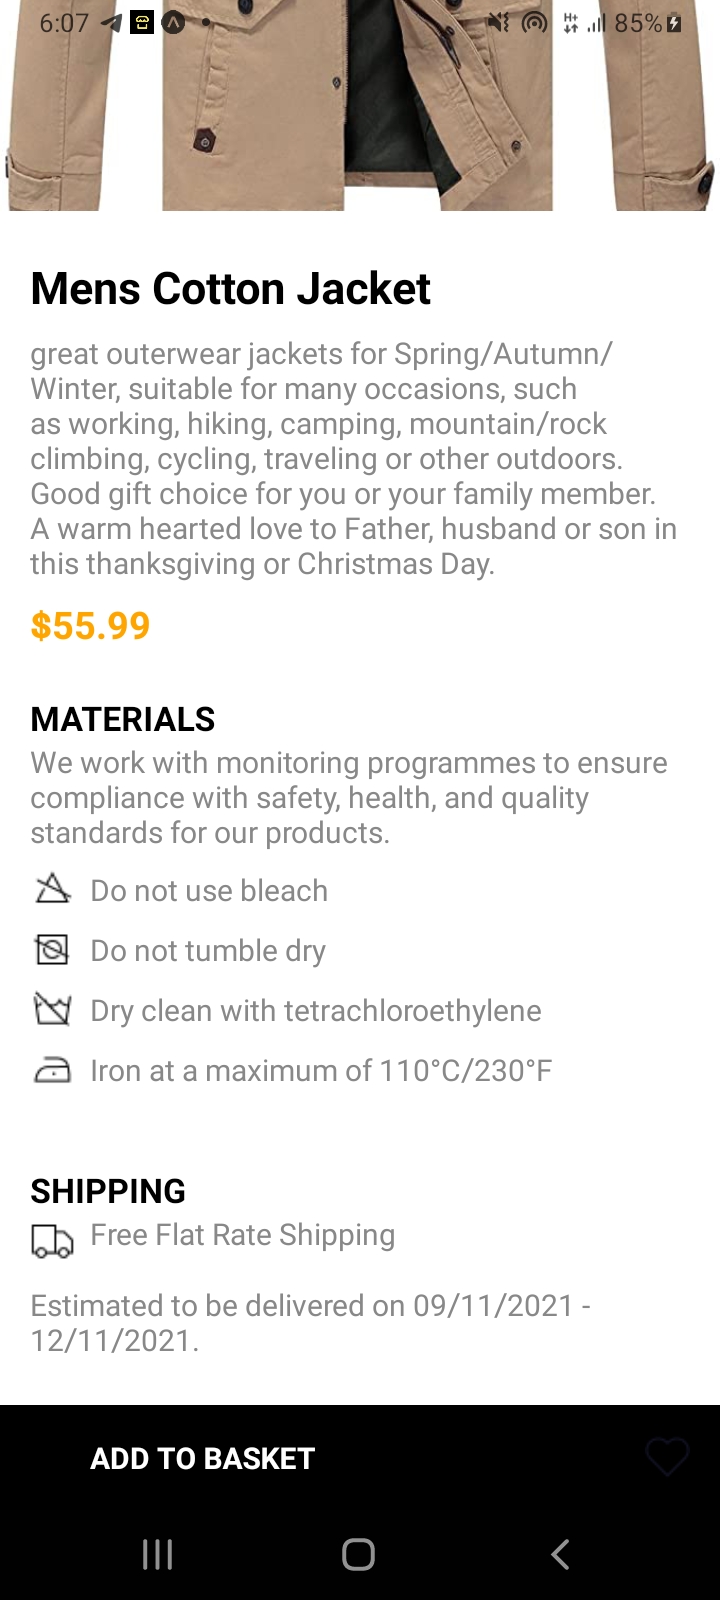 6:07
85%
Mens Cotton Jacket
great outerwear jackets for Spring/Autumn/
Winter, suitable for many occasions, such
as working, hiking, camping, mountain/rock
climbing, cycling, traveling or other outdoors.
Good gift choice for you or your family member.
A warm hearted love to Father, husband or son in
this thanksgiving or Christmas Day.
$55.99
MATERIALS
We work with monitoring programmes to ensure
compliance with safety, health, and quality
standards for our products.
Do not use bleach
Do not tumble dry
Dry clean with tetrachloroethylene
Iron at a maximum of 110°C/230°F
SHIPPING
Free Flat Rate Shipping
Estimated to be delivered on 09/11/2021 -
12/11/2021.
ADD TO BASKET